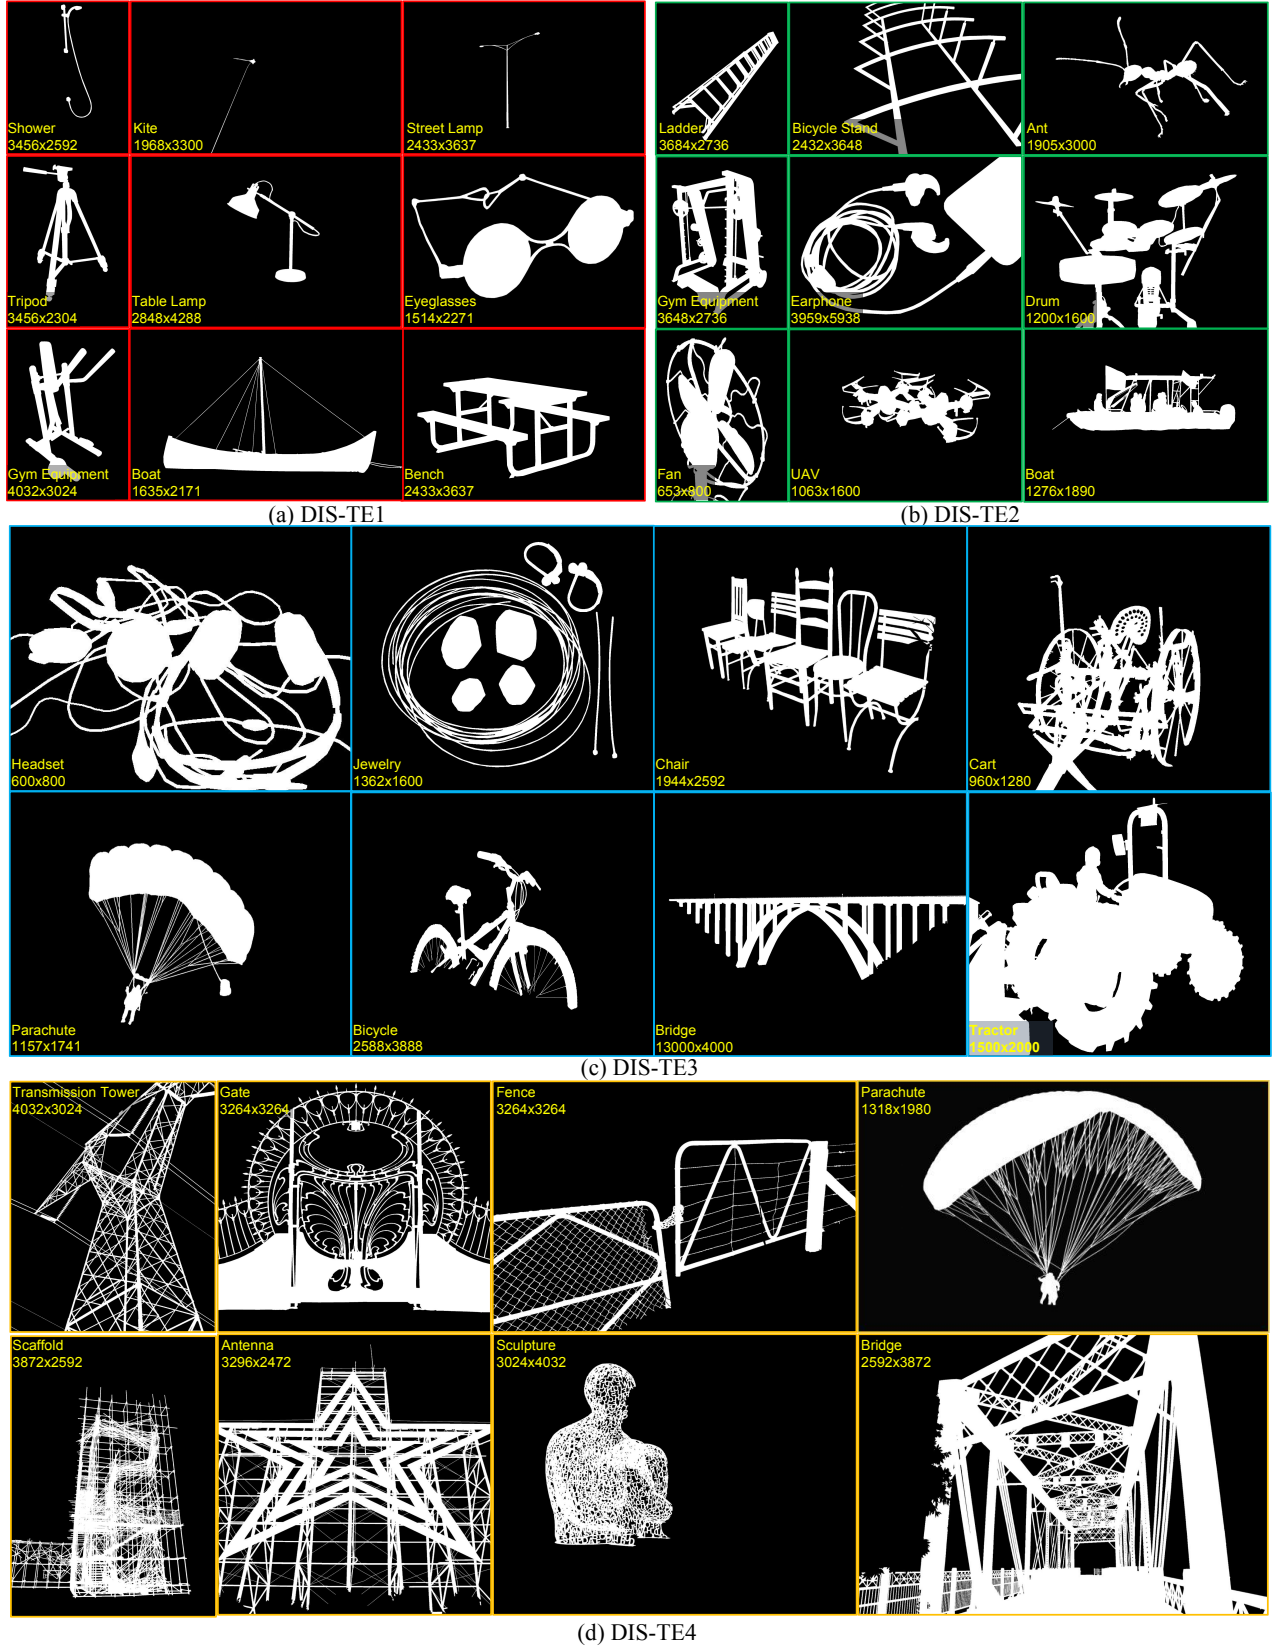 Shower
3456x2592
Kite
1968x3300
Street Lamp
2433x3637
Tripod
3456x2304
Table Lamp
2848x4288
Eyeglasses
1514x2271
Gym Equipment
4032x3024
Boat
1635x2171
Bench
2433x3637
(a) DIS-TE1
Ladder
3684x2736
Bicycle Stand
2432x3648
Ant
1905x3000
Gym Equipment
3648x2736
Earphone
3959x5938
Drum
1200x1600
Fan
653x800
UAV
1063x1600
Boat
1276x1890
(b) DIS-TE2
Headset
600x800
Jewelry
1362x1600
Chair
1944x2592
Cart
960x1280
Parachute
1157x1741
Bicycle
2588x3888
Bridge
13000x4000
Tractor
1500x2000
(c) DIS-TE3
Transmission Tower
4032x3024
Gate
3264x3264
Fence
3264x3264
Parachute
1318x1980
Scaffold
3872x2592
Antenna
3296x2472
Sculpture
3024x4032
Bridge
2592x3872
(d) DIS-TE4